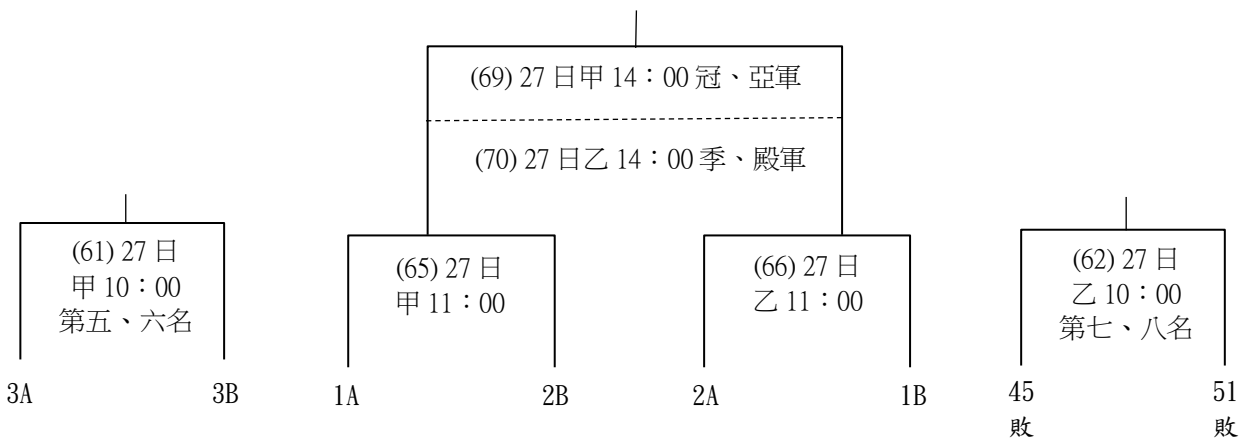 (69) 27 日甲 14：00 冠、亞軍
(70) 27 日乙 14：00 季、殿軍
(61) 27 日
甲 10：00
第五、六名
(65) 27 日
甲 11：00
(66) 27 日
乙 11：00
(62) 27 日
乙 10：00
第七、八名
3A 3B 1A 2B 2A 1B 45 51
敗 敗